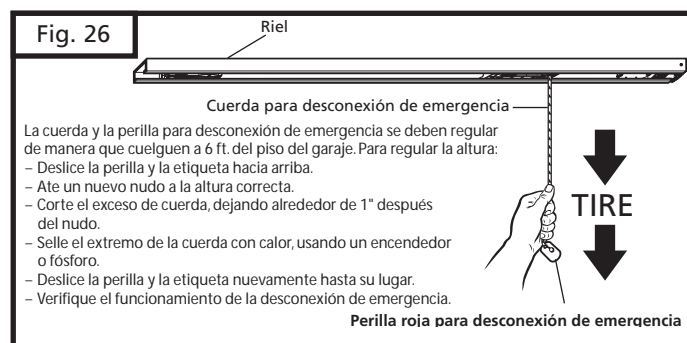 Fig. 26
Riel
Cuerda para desconexión de emergencia
La cuerda y la perilla para desconexión de emergencia se deben regular
de manera que cuelguen a 6 ft. del piso del garaje. Para regular la altura:
– Deslice la perilla y la etiqueta hacia arriba.
– Ate un nuevo nudo a la altura correcta.
– Corte el exceso de cuerda, dejando alrededor de 1" después
del nudo.
– Selle el extremo de la cuerda con calor, usando un encendedor
o fósforo.
– Deslice la perilla y la etiqueta nuevamente hasta su lugar.
– Verifique el funcionamiento de la desconexión de emergencia.
TIRE
Perilla roja para desconexión de emergencia